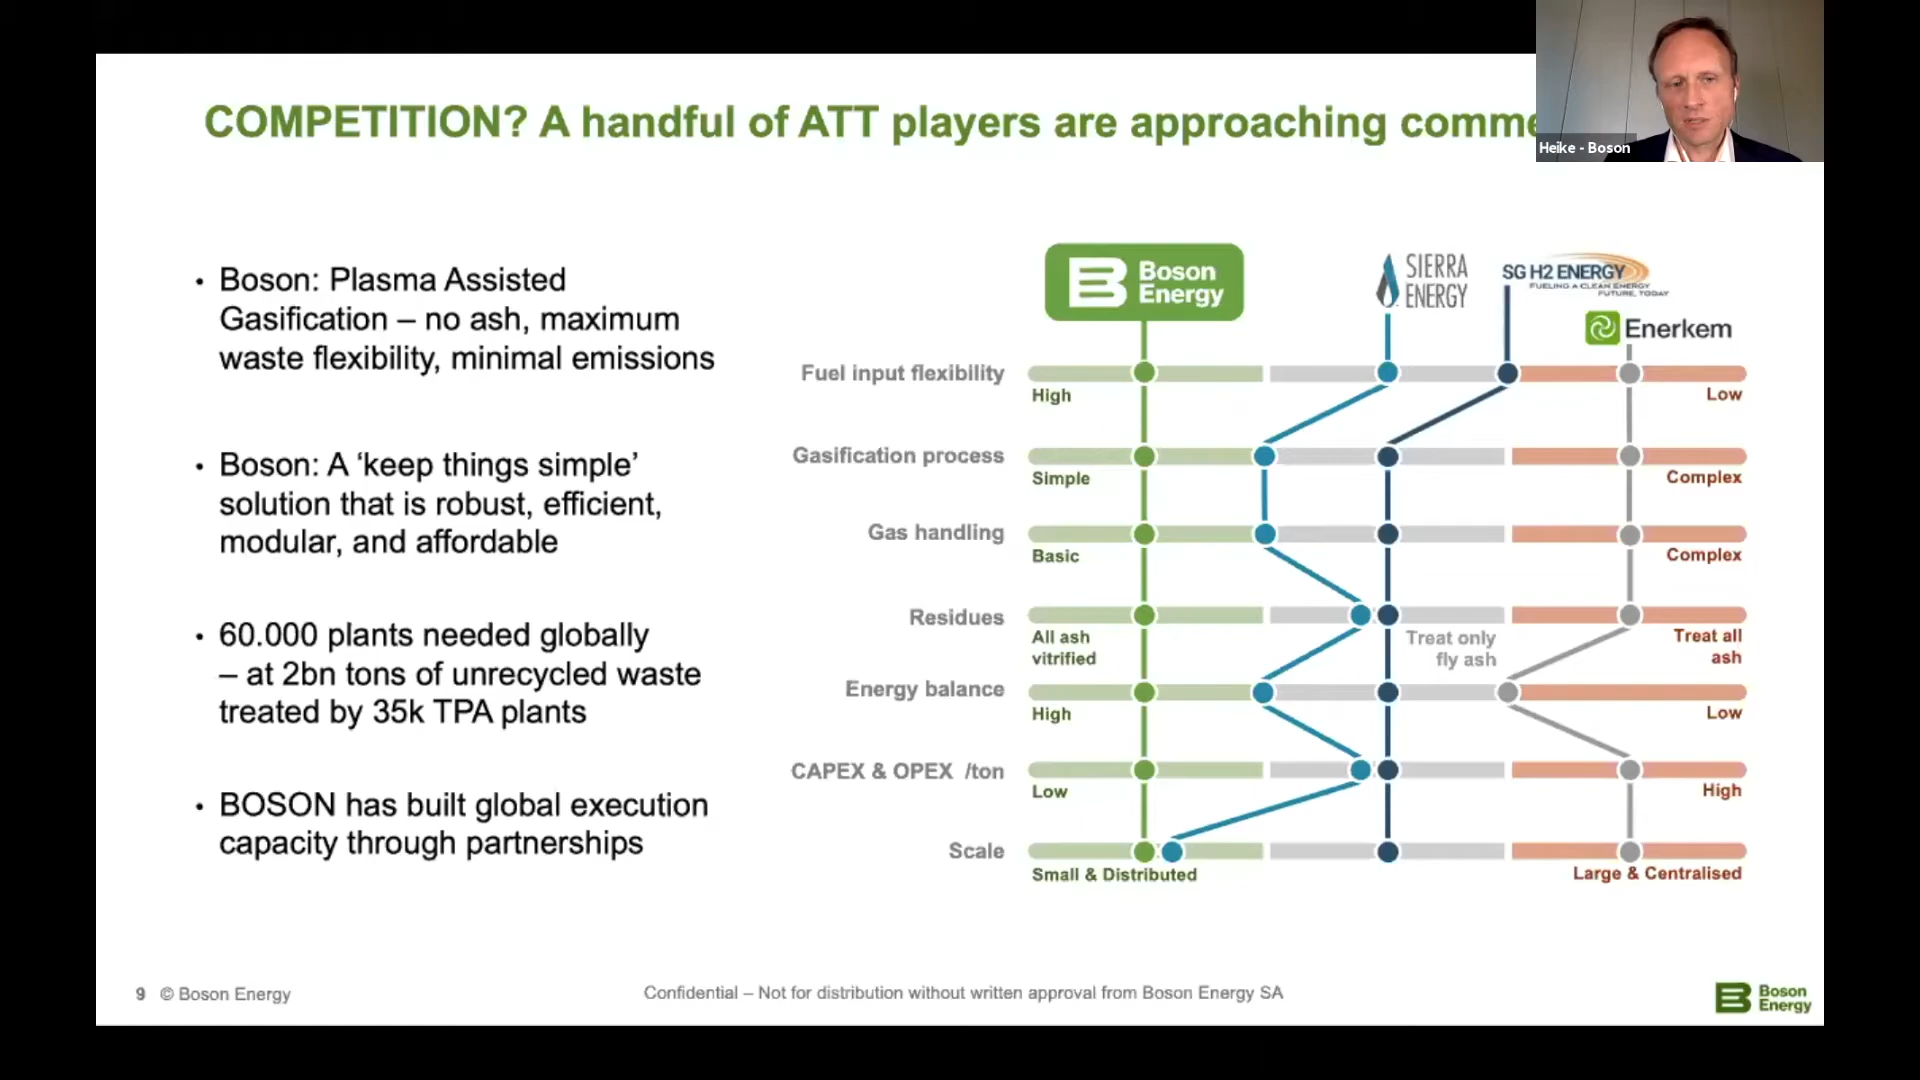 COMPETITION? A handful of ATT players are approaching comme
Heike - Boson
• Boson: Plasma Assisted
Gasification – no ash, maximum
waste flexibility, minimal emissions
• Boson: A ‘keep things simple’
solution that is robust, efficient,
modular, and affordable
• 60.000 plants needed globally
– at 2bn tons of unrecycled waste
treated by 35k TPA plants
• BOSON has built global execution
capacity through partnerships
Boson
Energy
SIERRA
ENERGY
SG H2 ENERGY
FUELING A CLEAN ENERGY
FUTURE, TODAY
Enerkem
Fuel input flexibility
High
Low
Gasification process
Simple
Complex
Gas handling
Basic
Complex
Residues
All ash
vitrified
Treat only
fly ash
Treat all
ash
Energy balance
High
Low
CAPEX & OPEX /ton
Low
High
Scale
Small & Distributed
Large & Centralised
9 © Boson Energy
Confidential – Not for distribution without written approval from Boson Energy SA
Boson
Energy